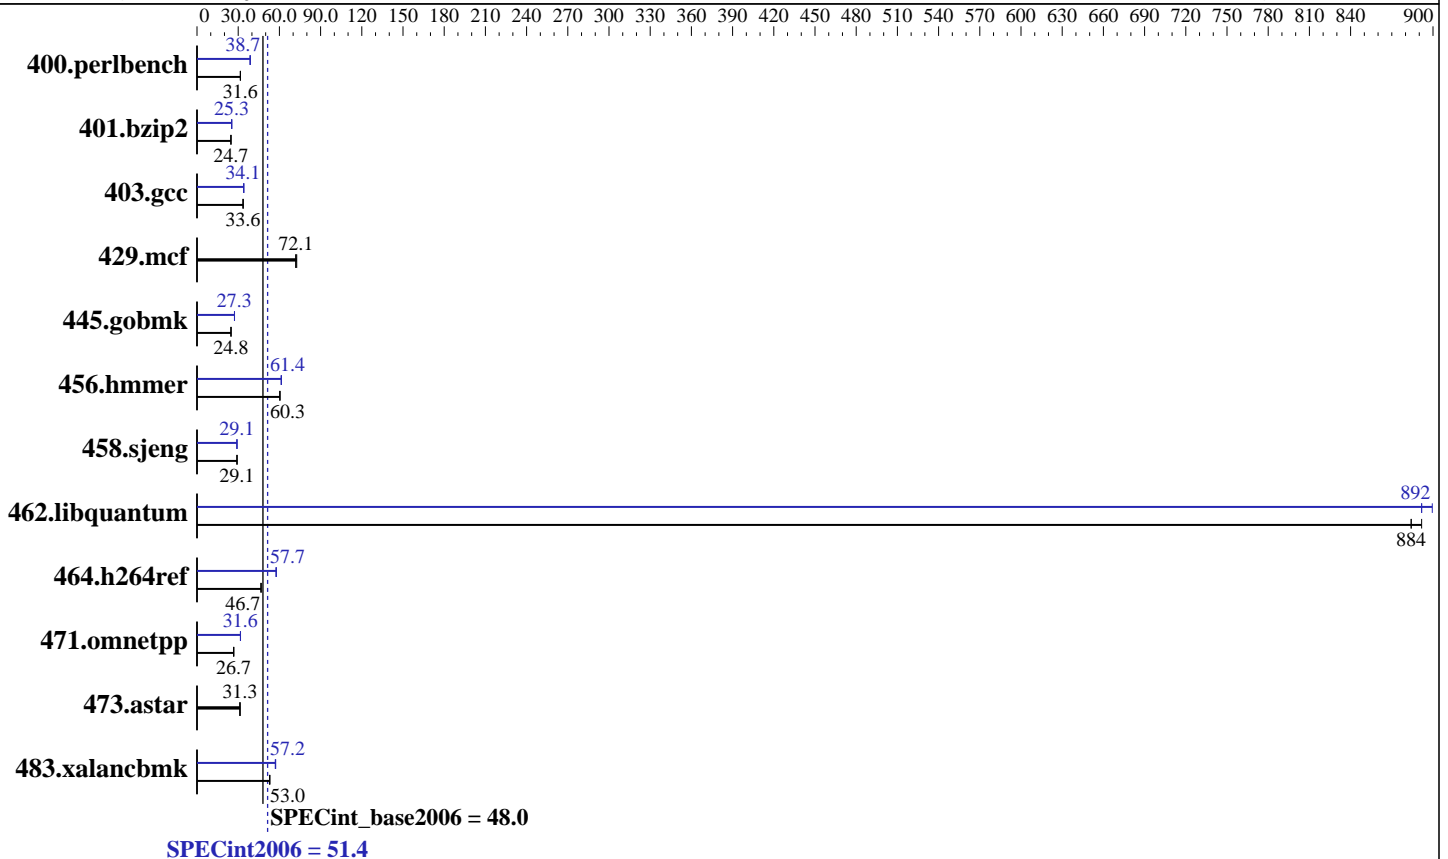 0 30.0 60.0 90.0 120 150 180 210 240 270 300 330 360 390 420 450 480 510 540 570 600 630 660 690 720 750 780 810 840 900
38.7
400.perlbench
31.6
25.3
401.bzip2
24.7
34.1
403.gcc
33.6
72.1
429.mcf
27.3
445.gobmk
24.8
61.4
456.hmmer
60.3
29.1
458.sjeng
29.1
892
462.libquantum
884
57.7
464.h264ref
46.7
31.6
471.omnetpp
26.7
31.3
473.astar
57.2
483.xalancbmk
53.0
SPECint_base2006 = 48.0
SPECint2006 = 51.4